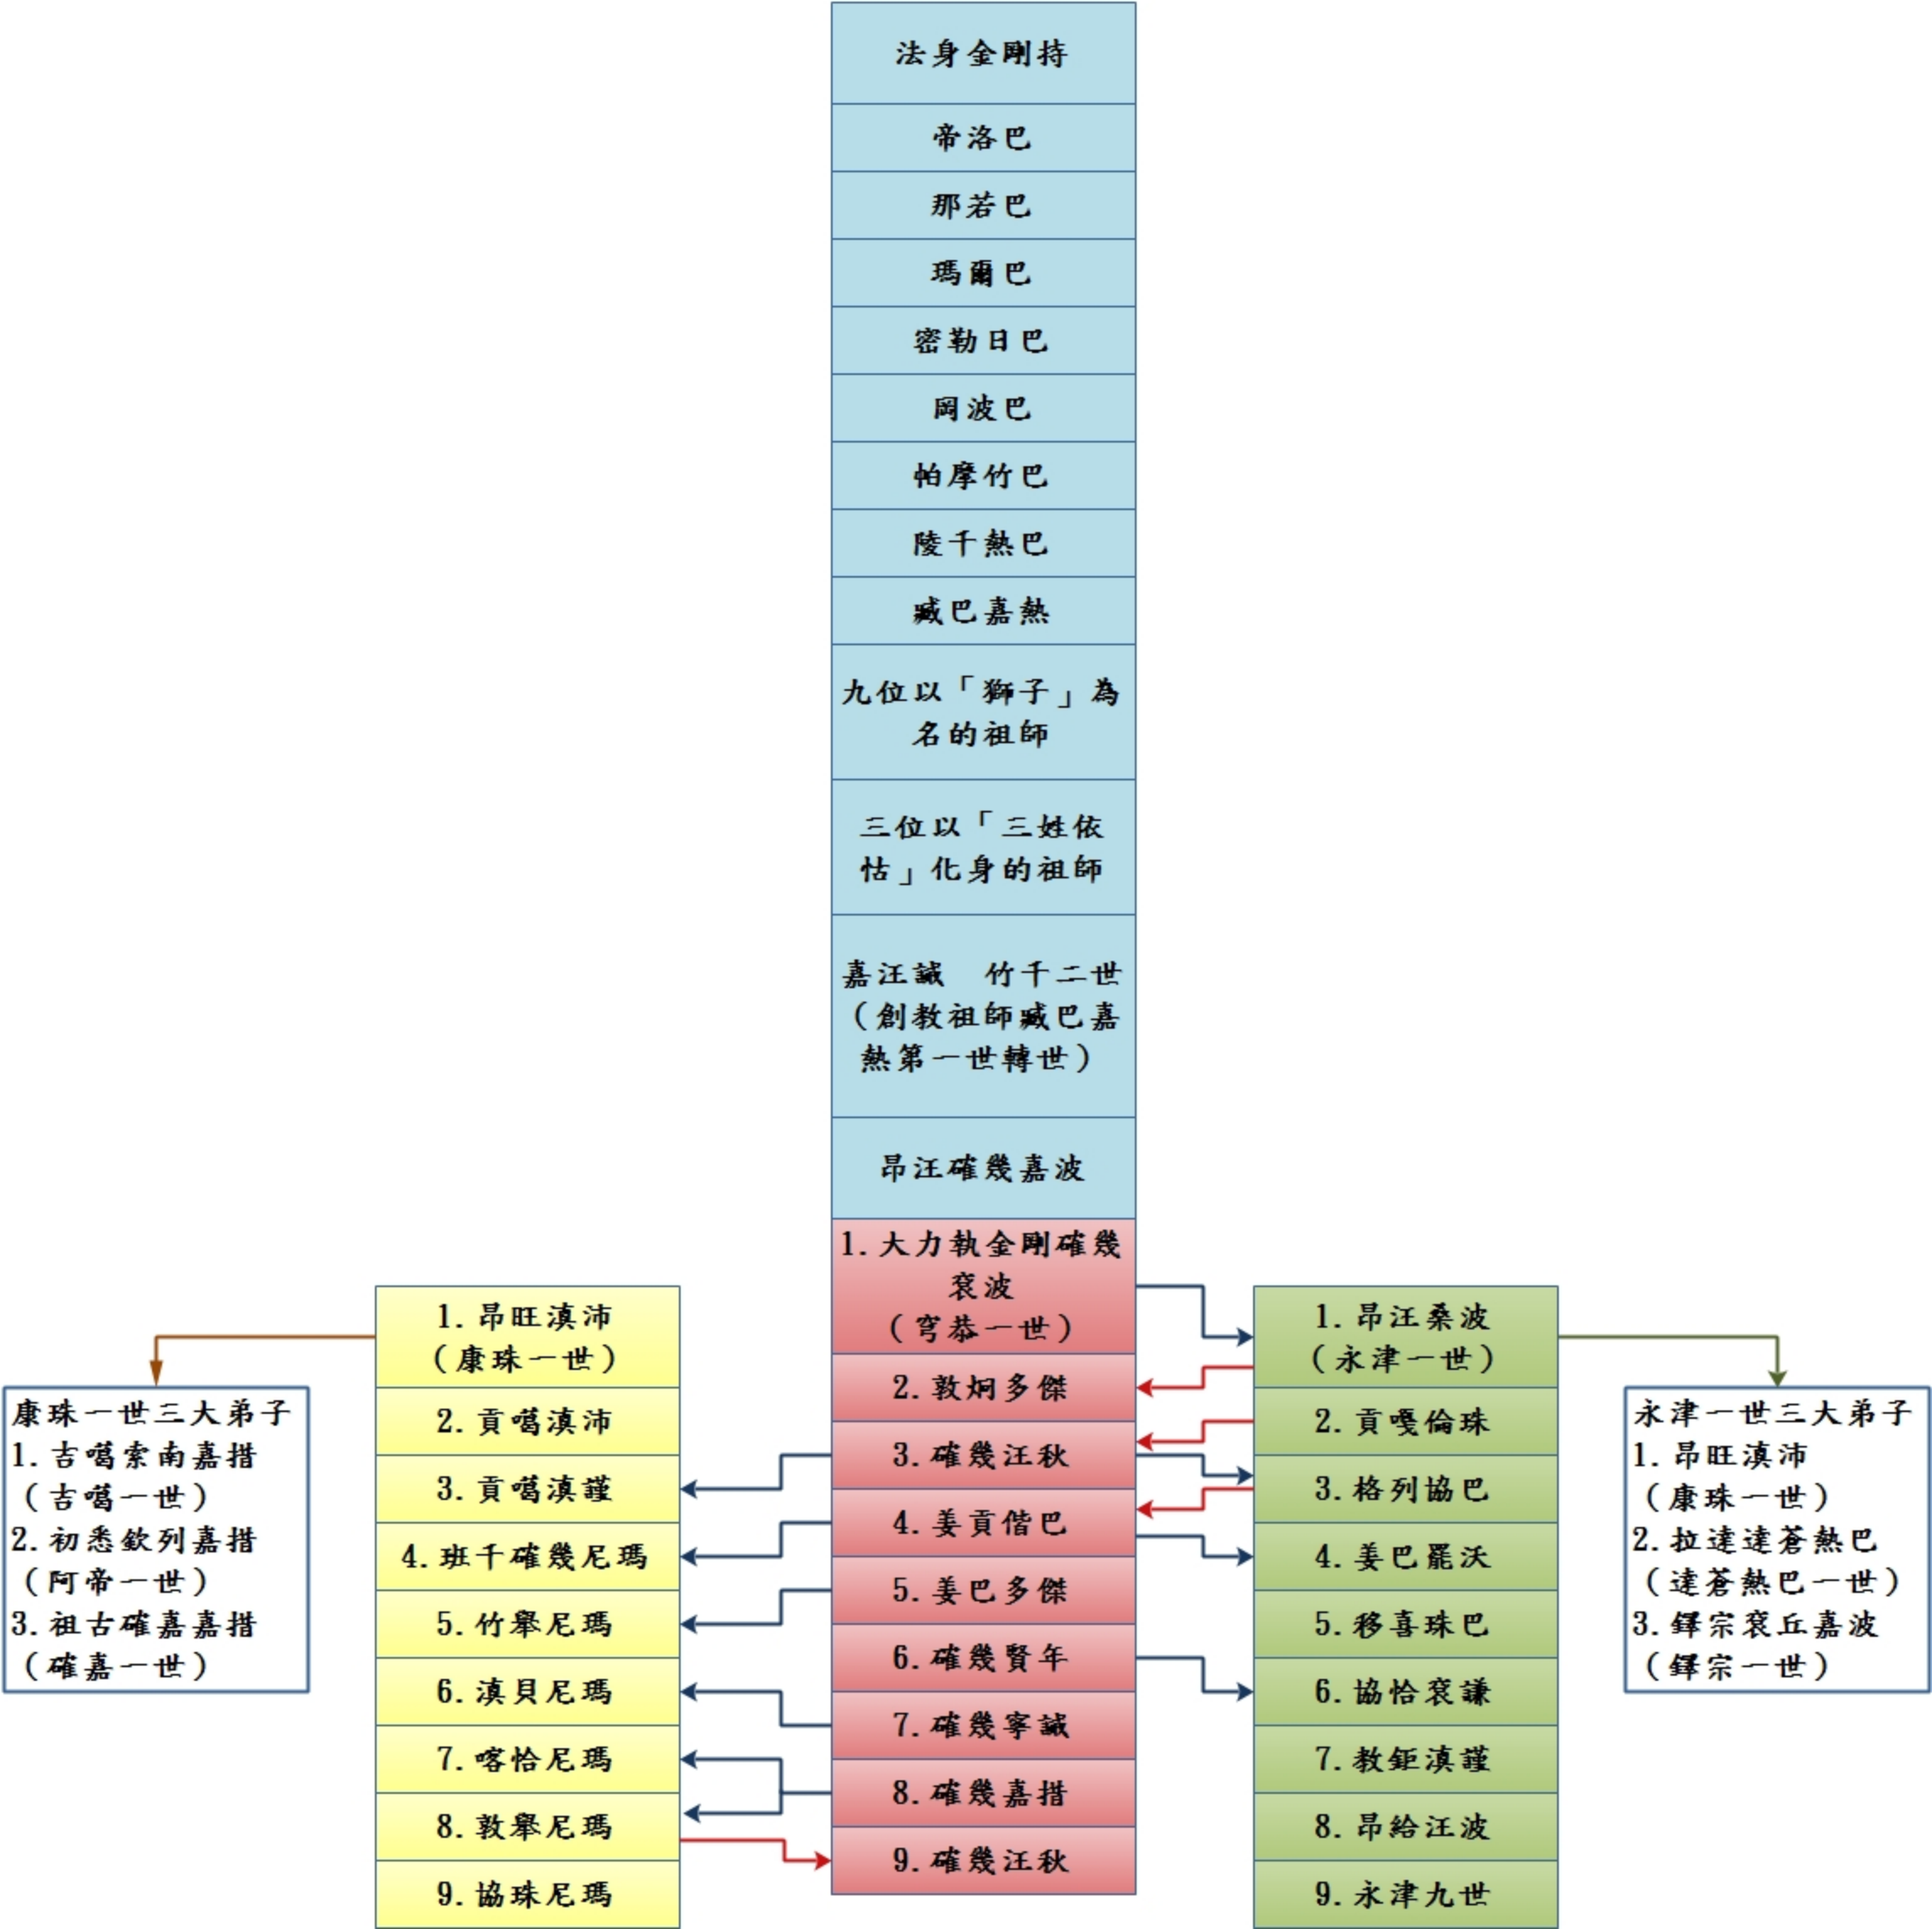 法身金剛持
帝洛巴
那若巴
瑪爾巴
密勒日巴
岡波巴
帕摩竹巴
陵千熱巴
臧巴嘉熱
九位以「獅子」為
名的祖師
三位以「三姓依
怙」化身的祖師
嘉汪誠　竹千二世
（創教祖師臧巴嘉
熱第一世轉世）
昂汪確幾嘉波
1.大力執金剛確幾
袞波
（穹恭一世）
2.敦炯多傑
3.確幾汪秋
4.姜貢偕巴
5.姜巴多傑
6.確幾賢年
7.確幾寧誠
8.確幾嘉措
9.確幾汪秋
1.昂旺滇沛
（康珠一世）
2.貢噶滇沛
3.貢噶滇謹
4.班千確幾尼瑪
5.竹舉尼瑪
6.滇貝尼瑪
7.喀恰尼瑪
8.敦舉尼瑪
9.協珠尼瑪
康珠一世三大弟子
1.吉噶索南嘉措
（吉噶一世）
2.初悉欽列嘉措
（阿帝一世）
3.祖古確嘉嘉措
（確嘉一世）
1.昂汪桑波
（永津一世）
2.貢嘎倫珠
3.格列協巴
4.姜巴罷沃
5.移喜珠巴
6.協恰袞謙
7.教鉅滇謹
8.昂給汪波
9.永津九世
永津一世三大弟子
1.昂旺滇沛
（康珠一世）
2.拉達達蒼熱巴
（達蒼熱巴一世）
3.鐸宗袞丘嘉波
（鐸宗一世）